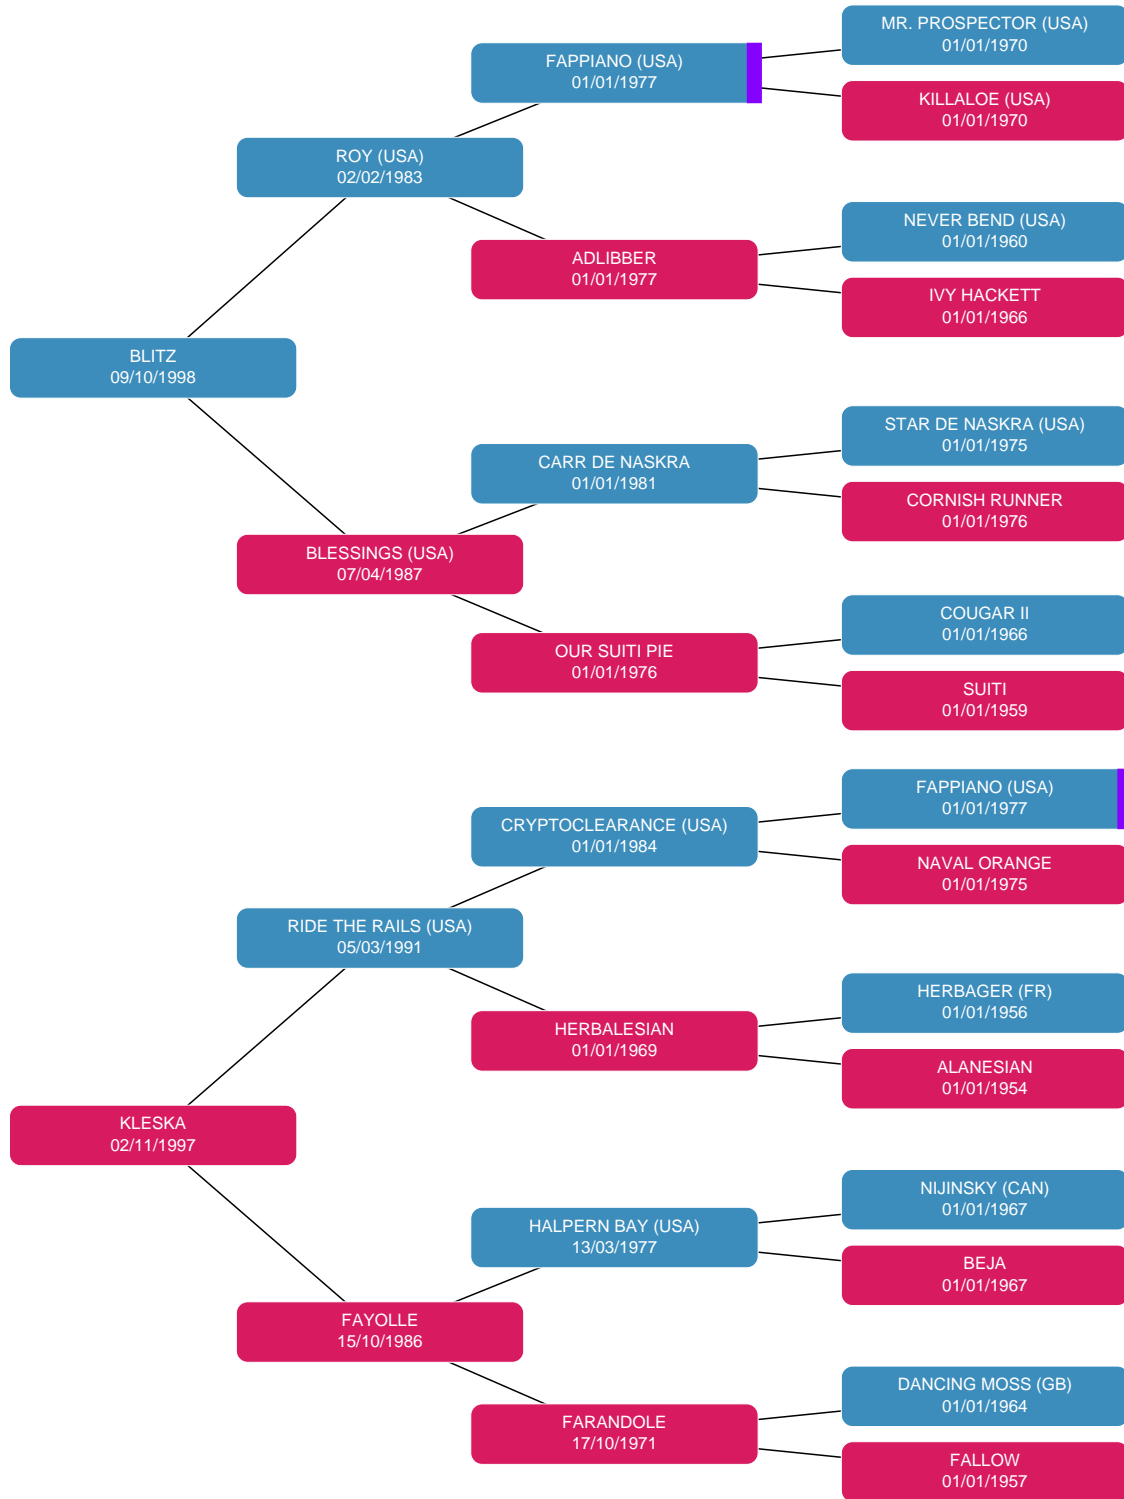 MR. PROSPECTOR (USA)
01/01/1970
FAPPIANO (USA)
01/01/1977
KILLALOE (USA)
01/01/1970
ROY (USA)
02/02/1983
NEVER BEND (USA)
01/01/1960
ADLIBBER
01/01/1977
IVY HACKETT
01/01/1966
BLITZ
09/10/1998
STAR DE NASKRA (USA)
01/01/1975
CARR DE NASKRA
01/01/1981
CORNISH RUNNER
01/01/1976
BLESSINGS (USA)
07/04/1987
COUGAR II
01/01/1966
OUR SUITI PIE
01/01/1976
SUITI
01/01/1959
FAPPIANO (USA)
01/01/1977
CRYPTOCLEARANCE (USA)
01/01/1984
NAVAL ORANGE
01/01/1975
RIDE THE RAILS (USA)
05/03/1991
HERBAGER (FR)
01/01/1956
HERBALESIAN
01/01/1969
ALANESIAN
01/01/1954
KLESKA
02/11/1997
NIJINSKY (CAN)
01/01/1967
HALPERN BAY (USA)
13/03/1977
BEJA
01/01/1967
FAYOLLE
15/10/1986
DANCING MOSS (GB)
01/01/1964
FARANDOLE
17/10/1971
FALLOW
01/01/1957